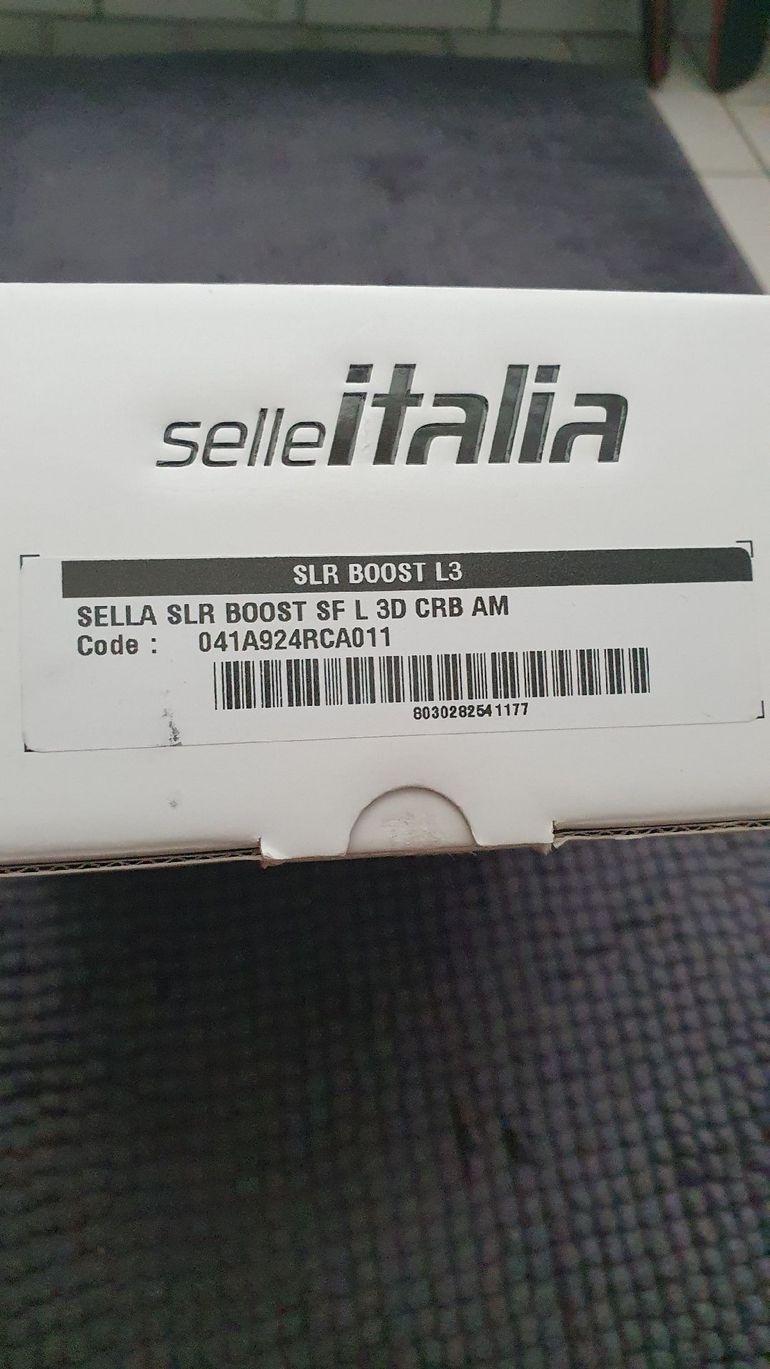 selleitalia
SLR BOOST L3
SELLA SLR BOOST SF L 3D CRB AM
Code : 041A924RCA011
8030282541177